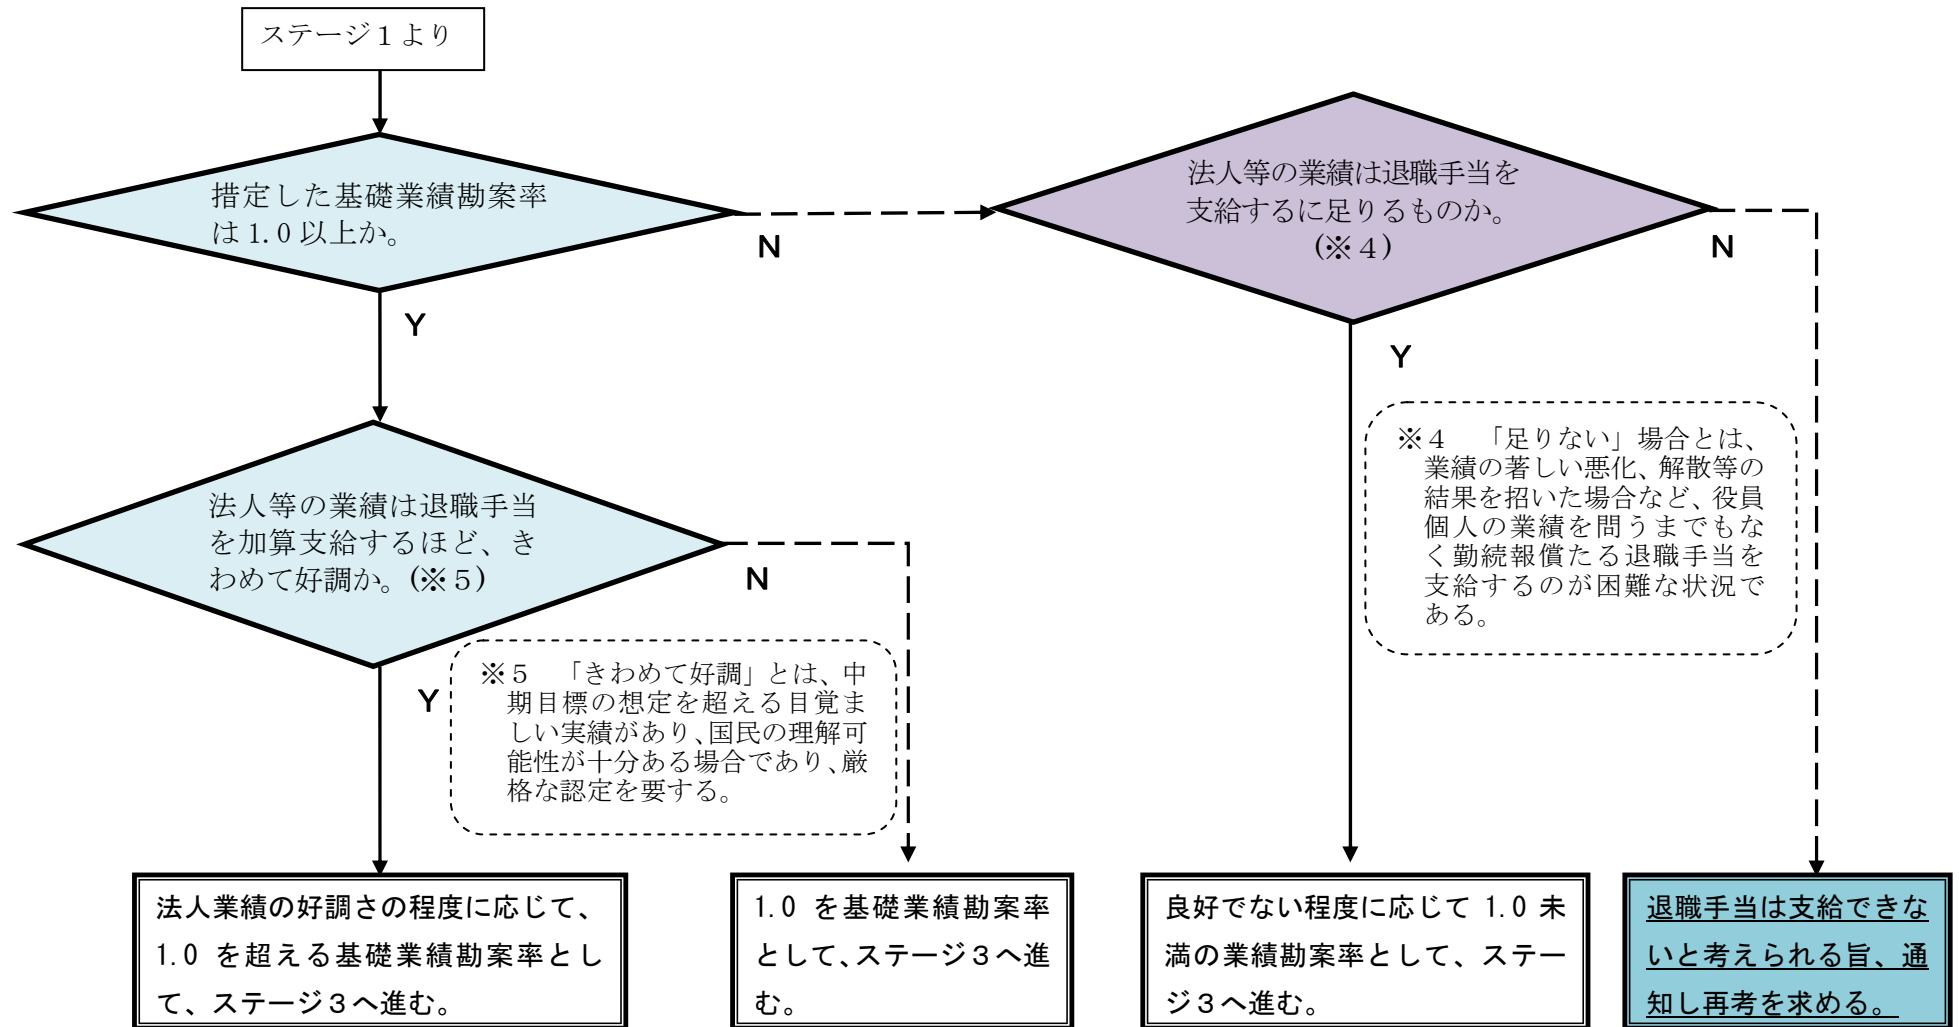 ステージ１より
措定した基礎業績勘案率
は 1.0 以上か。
N
Y
法人等の業績は退職手当を
支給するに足りるものか。
(※４)
N
Y
※４　「足りない」場合とは、
業績の著しい悪化、解散等の
結果を招いた場合など、役員
個人の業績を問うまでもな
く勤続報償たる退職手当を
支給するのが困難な状況で
ある。
法人等の業績は退職手当
を加算支給するほど、き
わめて好調か。(※５)
N
Y
※５　「きわめて好調」とは、中
期目標の想定を超える目覚ま
しい実績があり、国民の理解可
能性が十分ある場合であり、厳
格な認定を要する。
法人業績の好調さの程度に応じて、
1.0 を超える基礎業績勘案率とし
て、ステージ３へ進む。
1.0 を基礎業績勘案率
として、ステージ３へ進
む。
良好でない程度に応じて 1.0 未
満の業績勘案率として、ステー
ジ３へ進む。
退職手当は支給できな
いと考えられる旨、通
知し再考を求める。